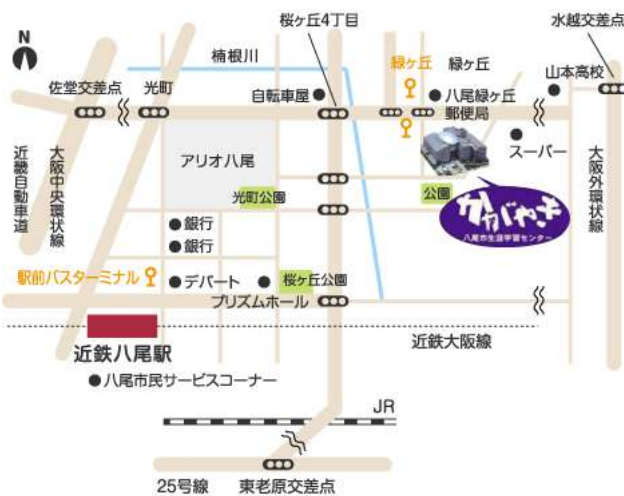 桜ヶ丘4丁目
水越交差点
N
楠根川
緑ヶ丘
緑ヶ丘
山本高校
佐堂交差点
光町
自転車屋
八尾緑ヶ丘
郵便局
スーパー
アリオ八尾
近畿自動車道
大阪中央環状線
大阪外環状線
光町公園
公園
かがやき
八尾市生涯学習センター
銀行
銀行
駅前バスターミナル
デパート
桜ヶ丘公園
プリズムホール
近鉄八尾駅
近鉄大阪線
八尾市民サービスコーナー
JR
25号線
東老原交差点